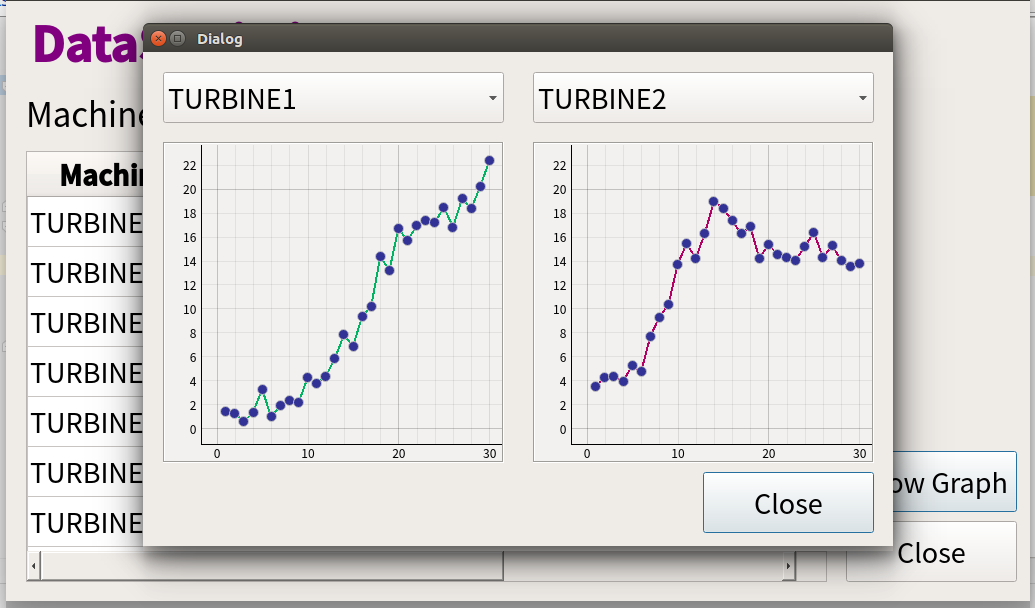 Dialog
Machine
Machin
TURBINE1
TURBINE2
22
20
18
16
14
12
10
8
6
4
2
0
0 10 20 30
22
20
18
16
14
12
10
8
6
4
2
0
0 10 20 30
TURBINE
TURBINE
TURBINE
TURBINE
TURBINE
TURBINE
TURBINE
Close
ow Graph
Close